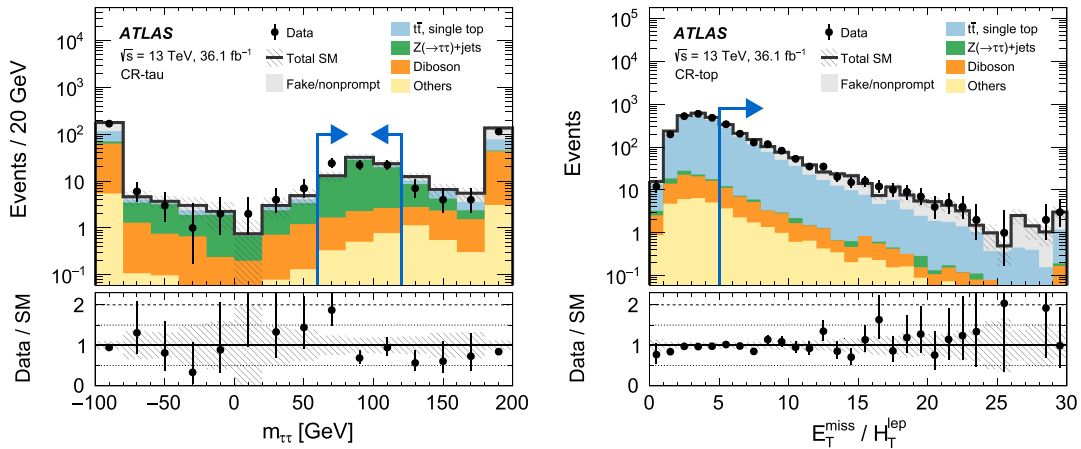 ATLAS
√s = 13 TeV, 36.1 fb⁻¹
CR-tau
Data
Total SM
Fake/nonprompt
tt̄, single top
Z(→ττ)+jets
Diboson
Others
Events / 20 GeV
10⁴
10³
10²
10
1
10⁻¹
Data / SM
2
1
0
−100
−50
0
50
100
150
200
mττ [GeV]
ATLAS
√s = 13 TeV, 36.1 fb⁻¹
CR-top
Data
Total SM
Fake/nonprompt
tt̄, single top
Z(→ττ)+jets
Diboson
Others
Events
10⁵
10⁴
10³
10²
10
1
10⁻¹
Data / SM
2
1
0
0
5
10
15
20
25
30
E_T^miss / H_T^lep